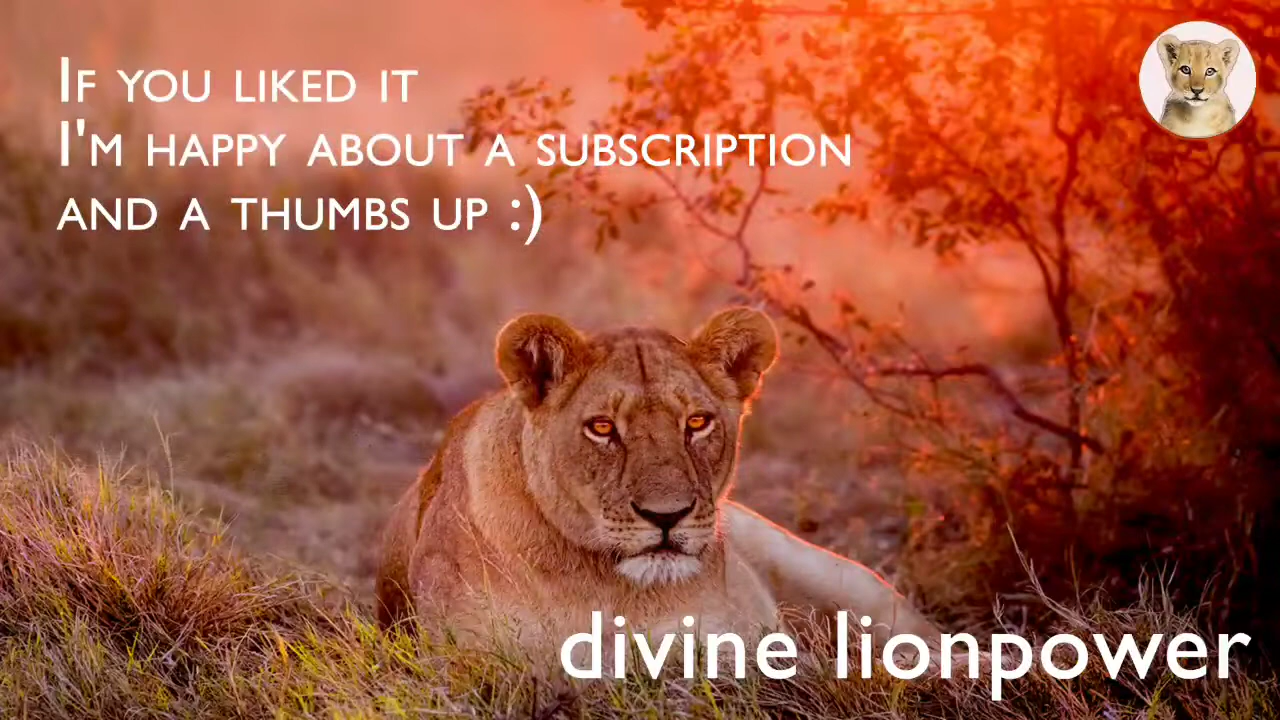 If you liked it
I'm happy about a subscription
and a thumbs up :)
divine lionpower